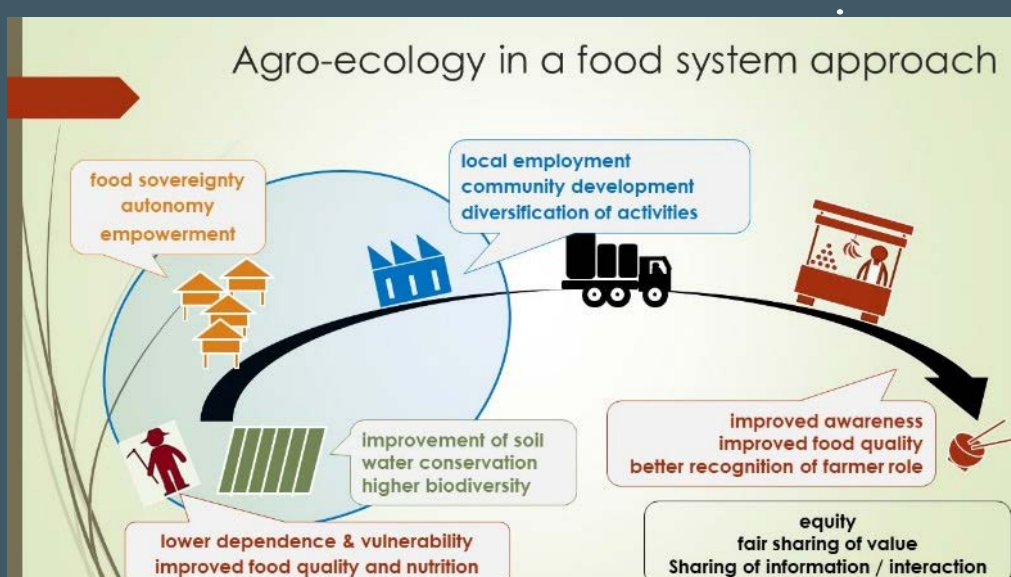 Agro-ecology in a food system approach
food sovereignty
autonomy
empowerment
local employment
community development
diversification of activities
improvement of soil
water conservation
higher biodiversity
improved awareness
improved food quality
better recognition of farmer role
lower dependence & vulnerability
improved food quality and nutrition
equity
fair sharing of value
Sharing of information / interaction